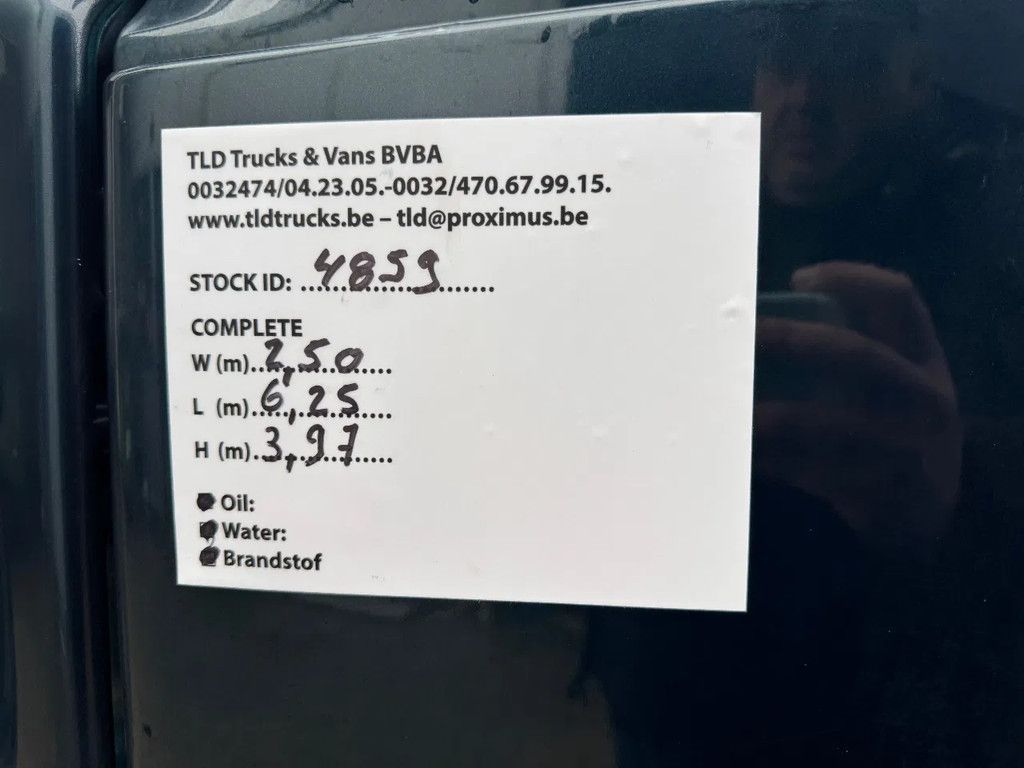 TLD Trucks & Vans BVBA
0032474/04.23.05.-0032/470.67.99.15.
www.tldtrucks.be – tld@proximus.be
STOCK ID: ...4859.......
COMPLETE
W (m)..2,50.....
L (m)....6,25.....
H (m).3,97......
Oil:
Water:
Brandstof